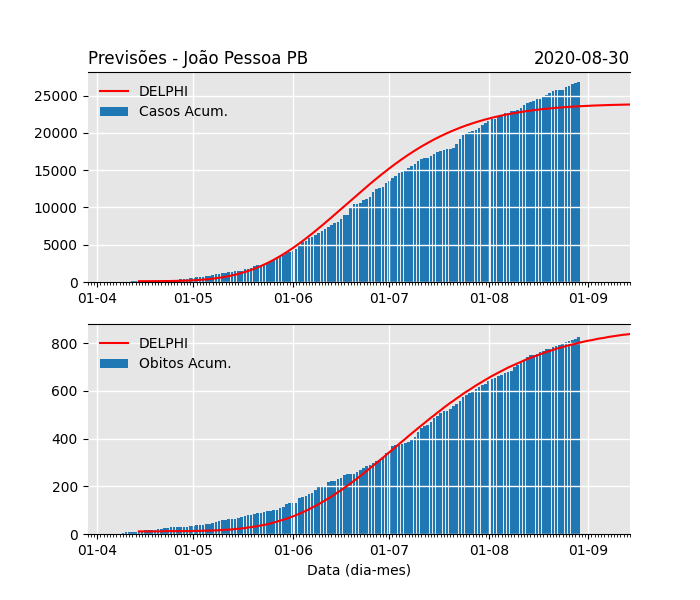 Previsões - João Pessoa PB 2020-08-30
DELPHI
Casos Acum.
25000
20000
15000
10000
5000
0
01-04 01-05 01-06 01-07 01-08 01-09
DELPHI
Obitos Acum.
800
600
400
200
0
01-04 01-05 01-06 01-07 01-08 01-09
Data (dia-mes)